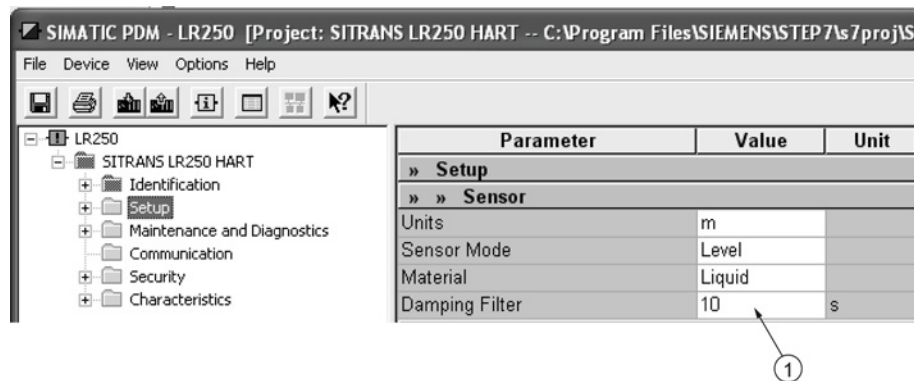 SIMATIC PDM - LR250 [Project: SITRANS LR250 HART -- C:\Program Files\SIEMENS\STEP7\s7proj\S
File Device View Options Help
LR250
SITRANS LR250 HART
Identification
Setup
Maintenance and Diagnostics
Communication
Security
Characteristics
Parameter Value Unit
» Setup
» » Sensor
Units m
Sensor Mode Level
Material Liquid
Damping Filter 10 s
1